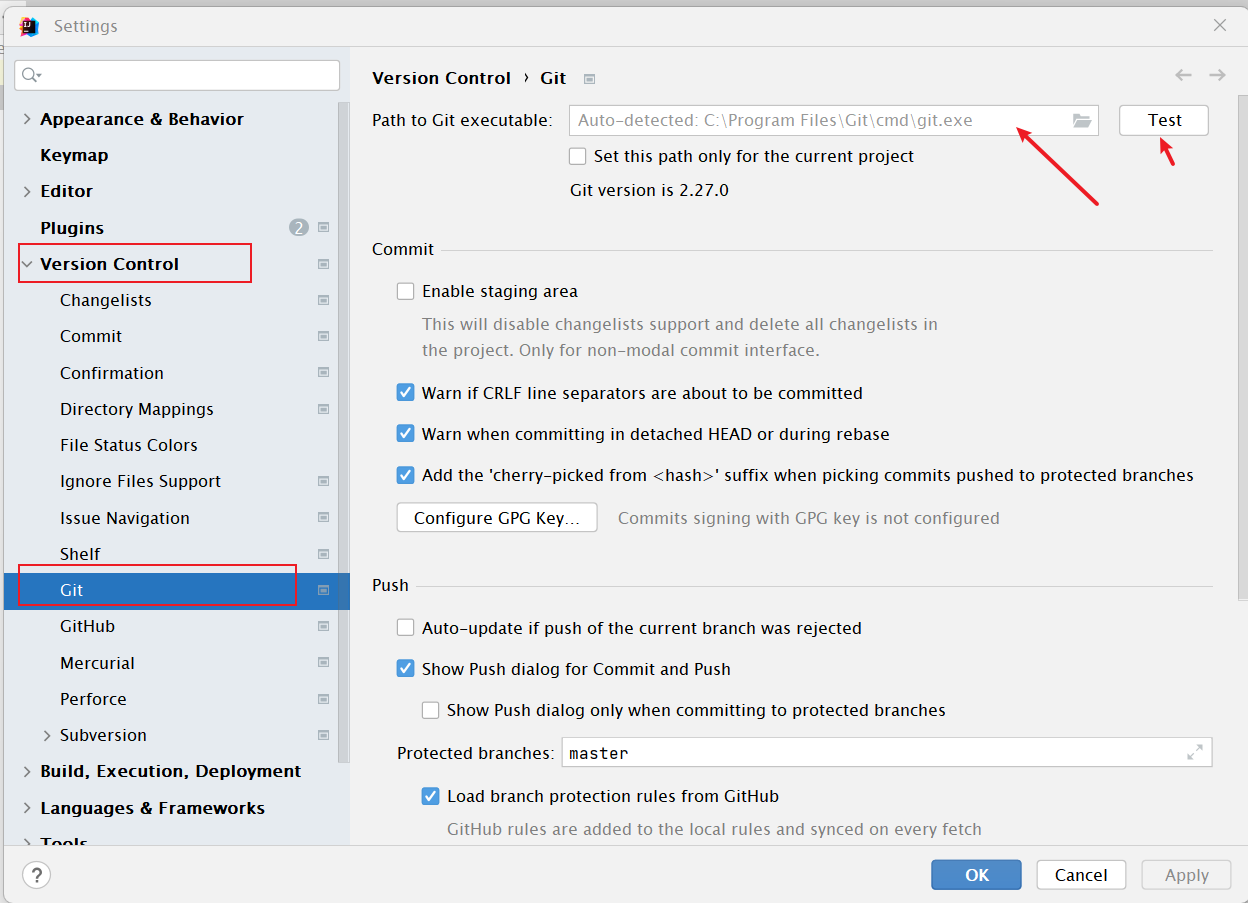 Settings
Version Control › Git
Appearance & Behavior
Keymap
Editor
Plugins
2
Version Control
Changelists
Commit
Confirmation
Directory Mappings
File Status Colors
Ignore Files Support
Issue Navigation
Shelf
Git
GitHub
Mercurial
Perforce
Subversion
Build, Execution, Deployment
Languages & Frameworks
Tools
Path to Git executable: Auto-detected: C:\Program Files\Git\cmd\git.exe Test
Set this path only for the current project
Git version is 2.27.0
Commit
Enable staging area
This will disable changelists support and delete all changelists in
the project. Only for non-modal commit interface.
Warn if CRLF line separators are about to be committed
Warn when committing in detached HEAD or during rebase
Add the 'cherry-picked from <hash>' suffix when picking commits pushed to protected branches
Configure GPG Key... Commits signing with GPG key is not configured
Push
Auto-update if push of the current branch was rejected
Show Push dialog for Commit and Push
Show Push dialog only when committing to protected branches
Protected branches: master
Load branch protection rules from GitHub
GitHub rules are added to the local rules and synced on every fetch
? OK Cancel Apply